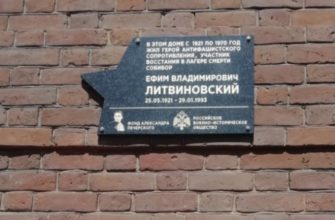 В ЭТОМ ДОМЕ С 1921 ПО 1970 ГОД
ЖИЛ ГЕРОЙ АНТИФАШИСТСКОГО
СОПРОТИВЛЕНИЯ, УЧАСТНИК
ВОССТАНИЯ В ЛАГЕРЕ СМЕРТИ
СОБИБОР
ЕФИМ ВЛАДИМИРОВИЧ
ЛИТВИНОВСКИЙ
25.05.1921 - 29.01.1993
ФОНД АЛЕКСАНДРА
ПЕЧЕРСКОГО
РОССИЙСКОЕ
ВОЕННО-ИСТОРИЧЕСКОЕ
ОБЩЕСТВО